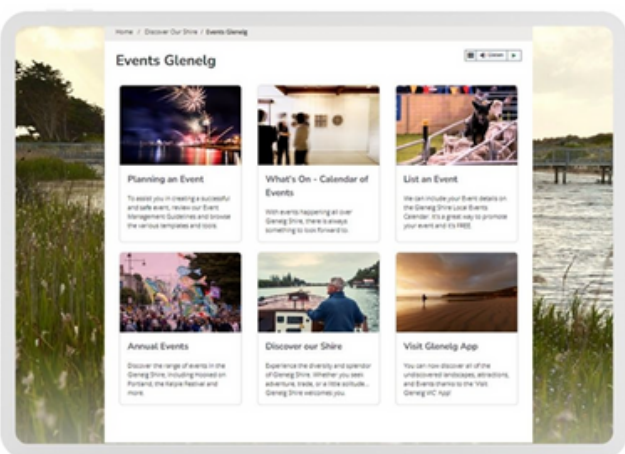 Home / Discover Our Shire / Events Glenelg
Events Glenelg
Listen
Planning an Event
To assist you in creating a successful
and safe event, review our Event
Management Guidelines and browse
the various templates and tools.
What's On - Calendar of
Events
With events happening all over
Glenelg Shire, there is always
something to look forward to.
List an Event
We can include your Event details on
the Glenelg Shire Local Events
Calendar. It's a great way to promote
your event and it's FREE.
Annual Events
Discover the range of events in the
Glenelg Shire, including Hooked on
Portland, the Kelpie Festival and
more.
Discover our Shire
Experience the diversity and splendor
of Glenelg Shire. Whether you seek
adventure, trade, or a little solitude...
Glenelg Shire welcomes you.
Visit Glenelg App
You can now discover all of the
undiscovered landscapes, attractions,
and Events thanks to the 'Visit
Glenelg VIC' App!